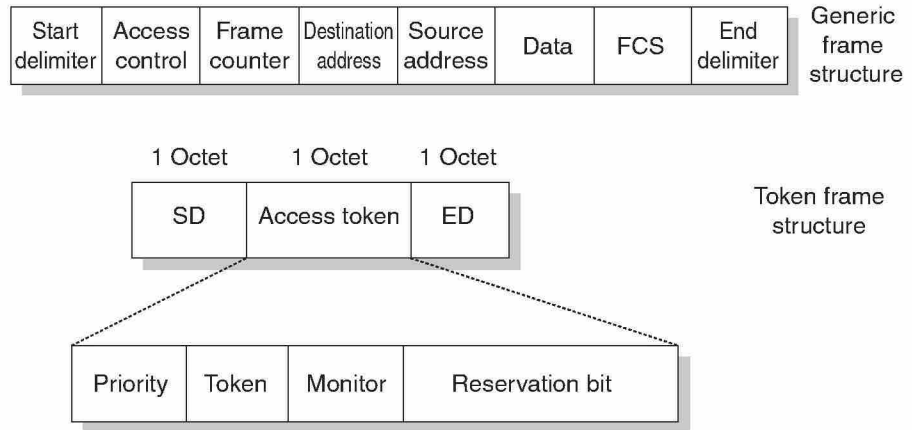 Start delimiter
Access control
Frame counter
Destination address
Source address
Data
FCS
End delimiter
Generic frame structure
1 Octet
1 Octet
1 Octet
SD
Access token
ED
Token frame structure
Priority
Token
Monitor
Reservation bit